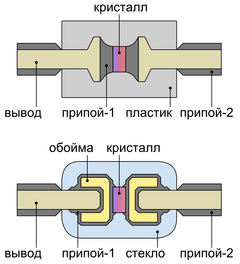 кристалл
вывод припой-1 пластик припой-2
обойма кристалл
вывод припой-1 стекло припой-2